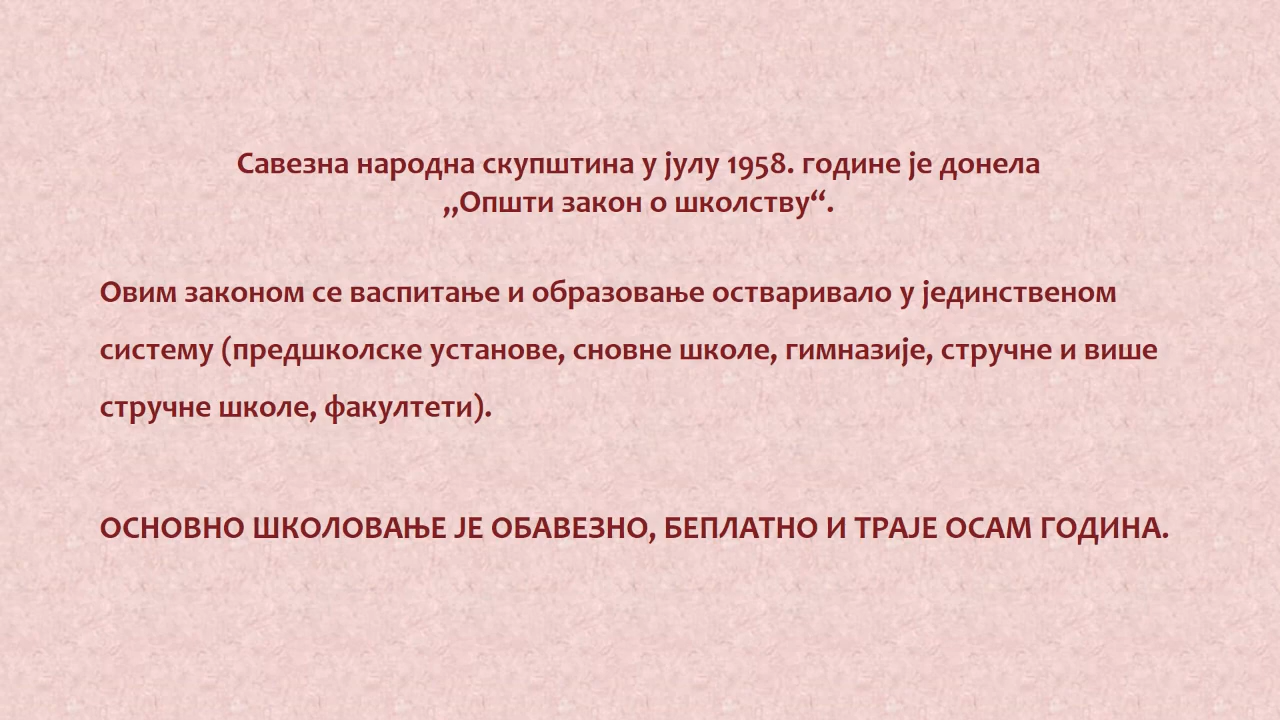 Савезна народна скупштина у јулу 1958. године је донела
,,Општи закон о школству“.
Овим законом се васпитање и образовање остваривало у јединственом
систему (предшколске установе, сновне школе, гимназије, стручне и више
стручне школе, факултети).
ОСНОВНО ШКОЛОВАЊЕ ЈЕ ОБАВЕЗНО, БЕПЛАТНО И ТРАЈЕ ОСАМ ГОДИНА.